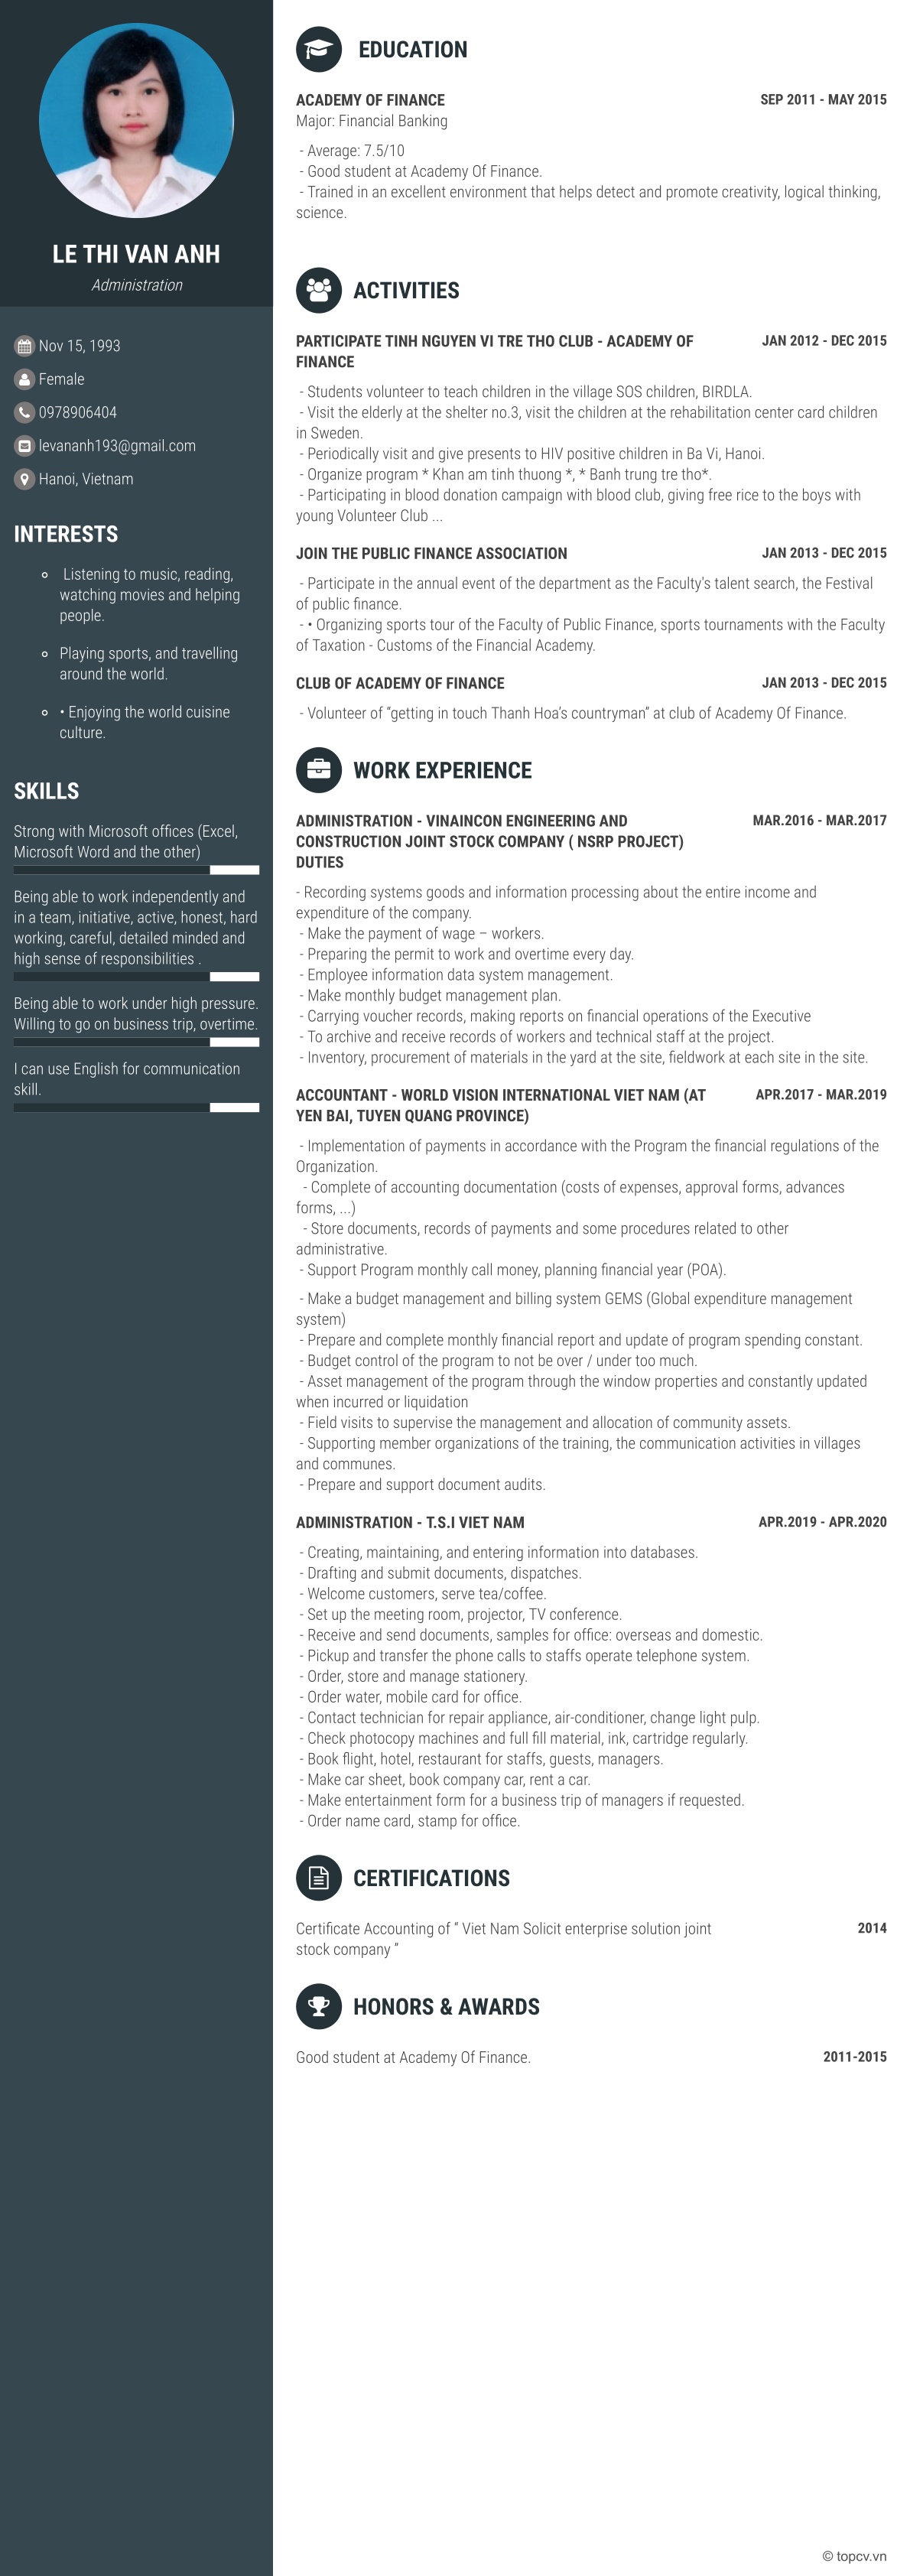 LE THI VAN ANH
Administration
Nov 15, 1993
Female
0978906404
levananh193@gmail.com
Hanoi, Vietnam
INTERESTS
Listening to music, reading,
watching movies and helping
people.
Playing sports, and travelling
around the world.
• Enjoying the world cuisine
culture.
SKILLS
Strong with Microsoft offices (Excel,
Microsoft Word and the other)
Being able to work independently and
in a team, initiative, active, honest, hard
working, careful, detailed minded and
high sense of responsibilities .
Being able to work under high pressure.
Willing to go on business trip, overtime.
I can use English for communication
skill.
EDUCATION
ACADEMY OF FINANCE SEP 2011 - MAY 2015
Major: Financial Banking
- Average: 7.5/10
- Good student at Academy Of Finance.
- Trained in an excellent environment that helps detect and promote creativity, logical thinking,
science.
ACTIVITIES
PARTICIPATE TINH NGUYEN VI TRE THO CLUB - ACADEMY OF JAN 2012 - DEC 2015
FINANCE
- Students volunteer to teach children in the village SOS children, BIRDLA.
- Visit the elderly at the shelter no.3, visit the children at the rehabilitation center card children
in Sweden.
- Periodically visit and give presents to HIV positive children in Ba Vi, Hanoi.
- Organize program * Khan am tinh thuong *, * Banh trung tre tho*.
- Participating in blood donation campaign with blood club, giving free rice to the boys with
young Volunteer Club ...
JOIN THE PUBLIC FINANCE ASSOCIATION JAN 2013 - DEC 2015
- Participate in the annual event of the department as the Faculty's talent search, the Festival
of public finance.
- • Organizing sports tour of the Faculty of Public Finance, sports tournaments with the Faculty
of Taxation - Customs of the Financial Academy.
CLUB OF ACADEMY OF FINANCE JAN 2013 - DEC 2015
- Volunteer of “getting in touch Thanh Hoa’s countryman” at club of Academy Of Finance.
WORK EXPERIENCE
ADMINISTRATION - VINAINCON ENGINEERING AND MAR.2016 - MAR.2017
CONSTRUCTION JOINT STOCK COMPANY ( NSRP PROJECT)
DUTIES
- Recording systems goods and information processing about the entire income and
expenditure of the company.
- Make the payment of wage – workers.
- Preparing the permit to work and overtime every day.
- Employee information data system management.
- Make monthly budget management plan.
- Carrying voucher records, making reports on financial operations of the Executive
- To archive and receive records of workers and technical staff at the project.
- Inventory, procurement of materials in the yard at the site, fieldwork at each site in the site.
ACCOUNTANT - WORLD VISION INTERNATIONAL VIET NAM (AT APR.2017 - MAR.2019
YEN BAI, TUYEN QUANG PROVINCE)
- Implementation of payments in accordance with the Program the financial regulations of the
Organization.
- Complete of accounting documentation (costs of expenses, approval forms, advances
forms, ...)
- Store documents, records of payments and some procedures related to other
administrative.
- Support Program monthly call money, planning financial year (POA).
- Make a budget management and billing system GEMS (Global expenditure management
system)
- Prepare and complete monthly financial report and update of program spending constant.
- Budget control of the program to not be over / under too much.
- Asset management of the program through the window properties and constantly updated
when incurred or liquidation
- Field visits to supervise the management and allocation of community assets.
- Supporting member organizations of the training, the communication activities in villages
and communes.
- Prepare and support document audits.
ADMINISTRATION - T.S.I VIET NAM APR.2019 - APR.2020
- Creating, maintaining, and entering information into databases.
- Drafting and submit documents, dispatches.
- Welcome customers, serve tea/coffee.
- Set up the meeting room, projector, TV conference.
- Receive and send documents, samples for office: overseas and domestic.
- Pickup and transfer the phone calls to staffs operate telephone system.
- Order, store and manage stationery.
- Order water, mobile card for office.
- Contact technician for repair appliance, air-conditioner, change light pulp.
- Check photocopy machines and full fill material, ink, cartridge regularly.
- Book flight, hotel, restaurant for staffs, guests, managers.
- Make car sheet, book company car, rent a car.
- Make entertainment form for a business trip of managers if requested.
- Order name card, stamp for office.
CERTIFICATIONS
Certificate Accounting of “ Viet Nam Solicit enterprise solution joint 2014
stock company ”
HONORS & AWARDS
Good student at Academy Of Finance. 2011-2015
© topcv.vn